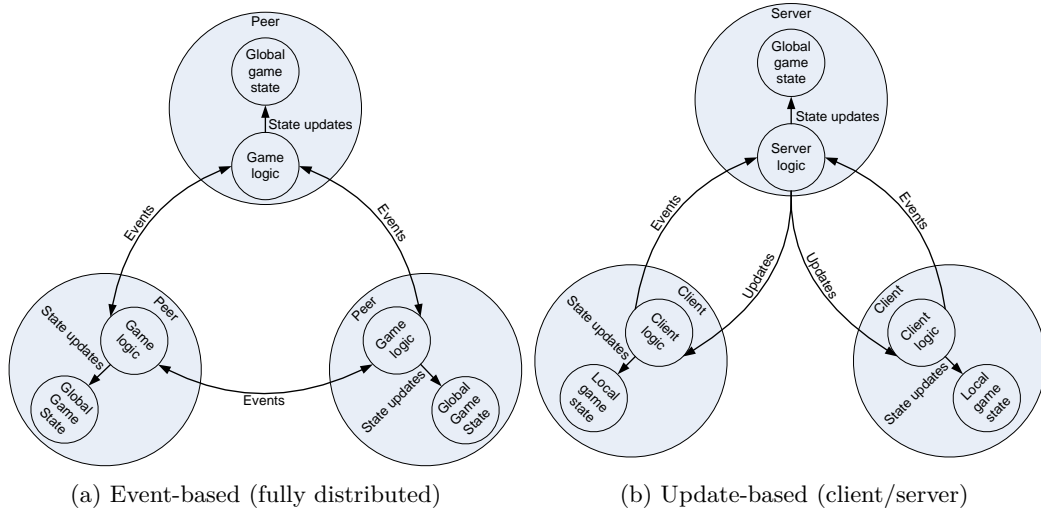 Peer
Global
game
state
State updates
Game
logic
Events
Events
Peer
Game
logic
State updates
Global
Game
State
Events
Peer
Game
logic
State updates
Global
Game
State
(a) Event-based (fully distributed)
Server
Global
game
state
State updates
Server
logic
Events
Updates
Updates
Events
Client
Client
logic
State updates
Local
game
state
Client
Client
logic
State updates
Local
game
state
(b) Update-based (client/server)